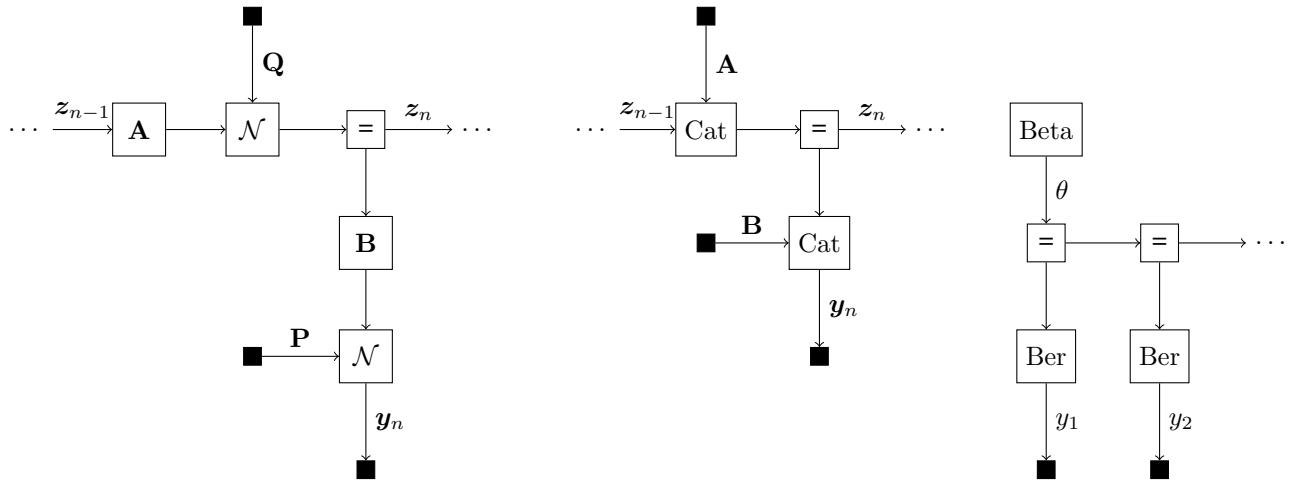 Q
z_{n-1} A 𝒩 = z_n ...
...
B
P 𝒩
y_n
A
... z_{n-1} Cat = z_n ...
B Cat
y_n
Beta
θ
= = ...
Ber Ber
y_1 y_2